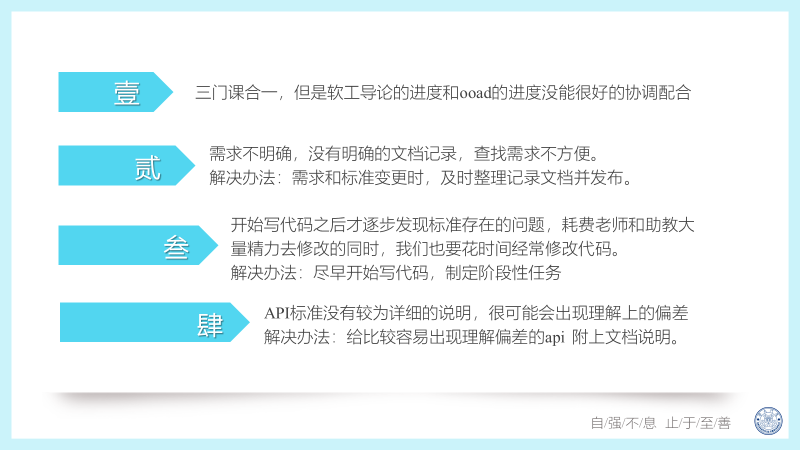 壹
三门课合一，但是软工导论的进度和ooad的进度没能很好的协调配合
贰
需求不明确，没有明确的文档记录，查找需求不方便。
解决办法：需求和标准变更时，及时整理记录文档并发布。
叁
开始写代码之后才逐步发现标准存在的问题，耗费老师和助教大
量精力去修改的同时，我们也要花时间经常修改代码。
解决办法：尽早开始写代码，制定阶段性任务
肆
API标准没有较为详细的说明，很可能会出现理解上的偏差
解决办法：给比较容易出现理解偏差的api 附上文档说明。
自/强/不/息 止/于/至/善